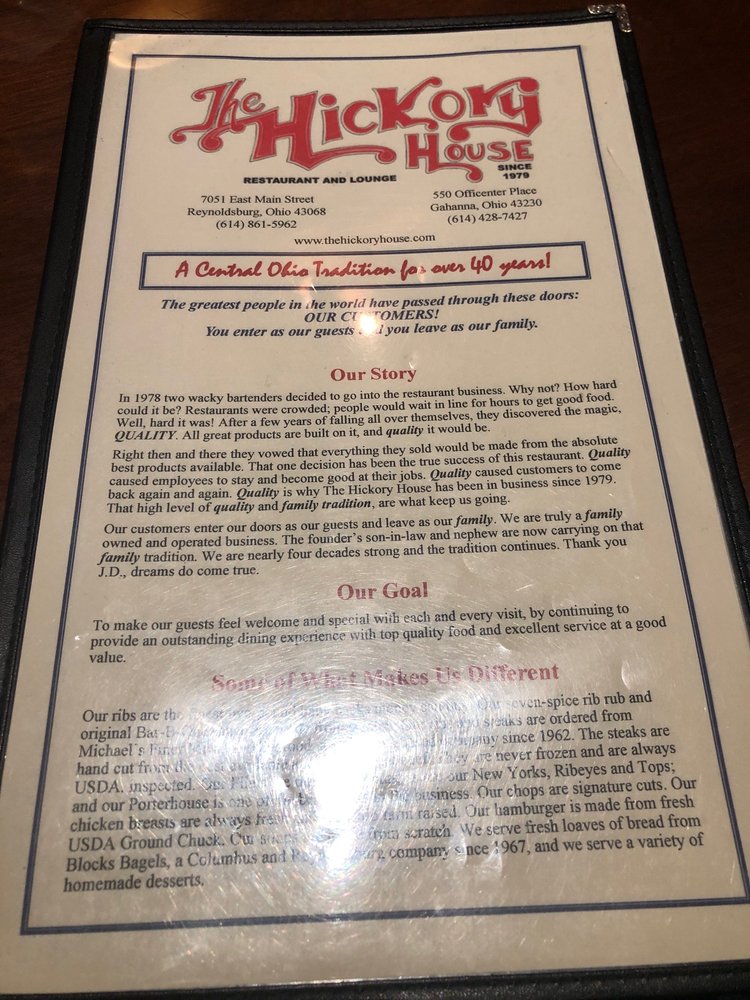 The Hickory House
SINCE 1979
RESTAURANT AND LOUNGE
7051 East Main Street
Reynoldsburg, Ohio 43068
(614) 861-5962
550 Officenter Place
Gahanna, Ohio 43230
(614) 428-7427
www.thehickoryhouse.com
A Central Ohio Tradition for over 40 years!
The greatest people in the world have passed through these doors:
OUR CUSTOMERS!
You enter as our guests and you leave as our family.
Our Story
In 1978 two wacky bartenders decided to go into the restaurant business. Why not? How hard
could it be? Restaurants were crowded; people would wait in line for hours to get good food.
Well, hard it was! After a few years of falling all over themselves, they discovered the magic,
QUALITY. All great products are built on it, and quality it would be.
Right then and there they vowed that everything they sold would be made from the absolute
best products available. That one decision has been the true success of this restaurant. Quality
caused employees to stay and become good at their jobs. Quality caused customers to come
back again and again. Quality is why The Hickory House has been in business since 1979.
That high level of quality and family tradition, are what keep us going.
Our customers enter our doors as our guests and leave as our family. We are truly a family
owned and operated business. The founder's son-in-law and nephew are now carrying on that
family tradition. We are nearly four decades strong and the tradition continues. Thank you
J.D., dreams do come true.
Our Goal
To make our guests feel welcome and special with each and every visit, by continuing to
provide an outstanding dining experience with top quality food and excellent service at a good
value.
Some of What Makes Us Different
Our ribs are the Our seven-spice rib rub and
original steaks are ordered from
Michael's company since 1962. The steaks are
hand cut from the They are never frozen and are always
USDA, inspected. our New Yorks, Ribeyes and Tops;
and our Porterhouse is one of the business. Our chops are signature cuts. Our
chicken breasts are always fresh farm raised. Our hamburger is made from fresh
USDA Ground Chuck. Our from scratch. We serve fresh loaves of bread from
Blocks Bagels, a Columbus and company since 1967, and we serve a variety of
homemade desserts.